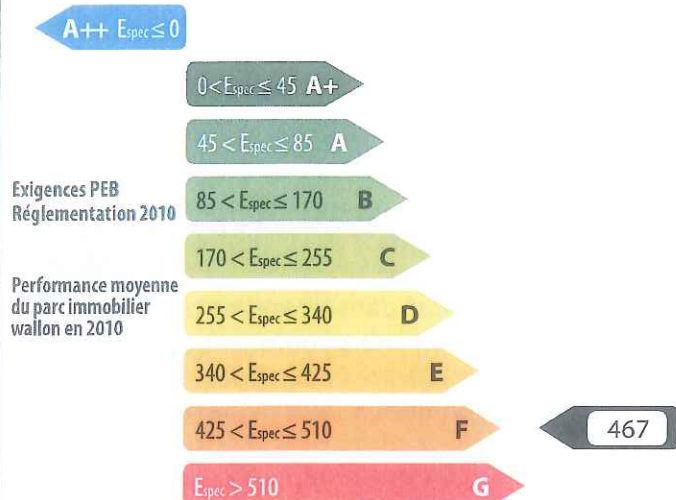 A++ Espec ≤ 0
0 < Espec ≤ 45 A+
45 < Espec ≤ 85 A
Exigences PEB
Réglementation 2010
85 < Espec ≤ 170 B
170 < Espec ≤ 255 C
Performance moyenne
du parc immobilier
wallon en 2010
255 < Espec ≤ 340 D
340 < Espec ≤ 425 E
425 < Espec ≤ 510 F
467
Espec > 510 G